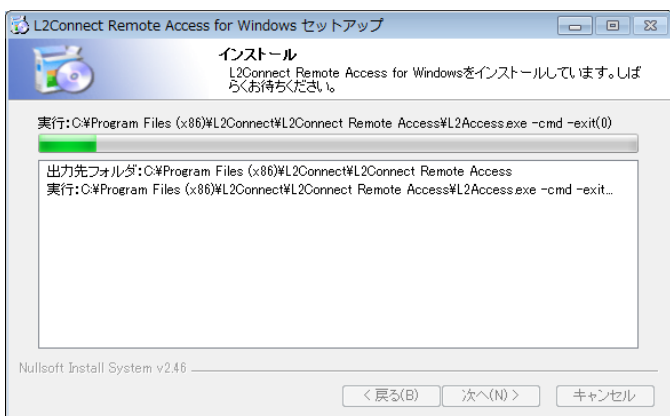 L2Connect Remote Access for Windows セットアップ
インストール
L2Connect Remote Access for Windowsをインストールしています。しば
らくお待ちください。
実行:C:¥Program Files (x86)¥L2Connect¥L2Connect Remote Access¥L2Access.exe -cmd -exit(0)
出力先フォルダ:C:¥Program Files (x86)¥L2Connect¥L2Connect Remote Access
実行:C:¥Program Files (x86)¥L2Connect¥L2Connect Remote Access¥L2Access.exe -cmd -exit...
Nullsoft Install System v2.46
< 戻る(B) 次へ(N) > キャンセル